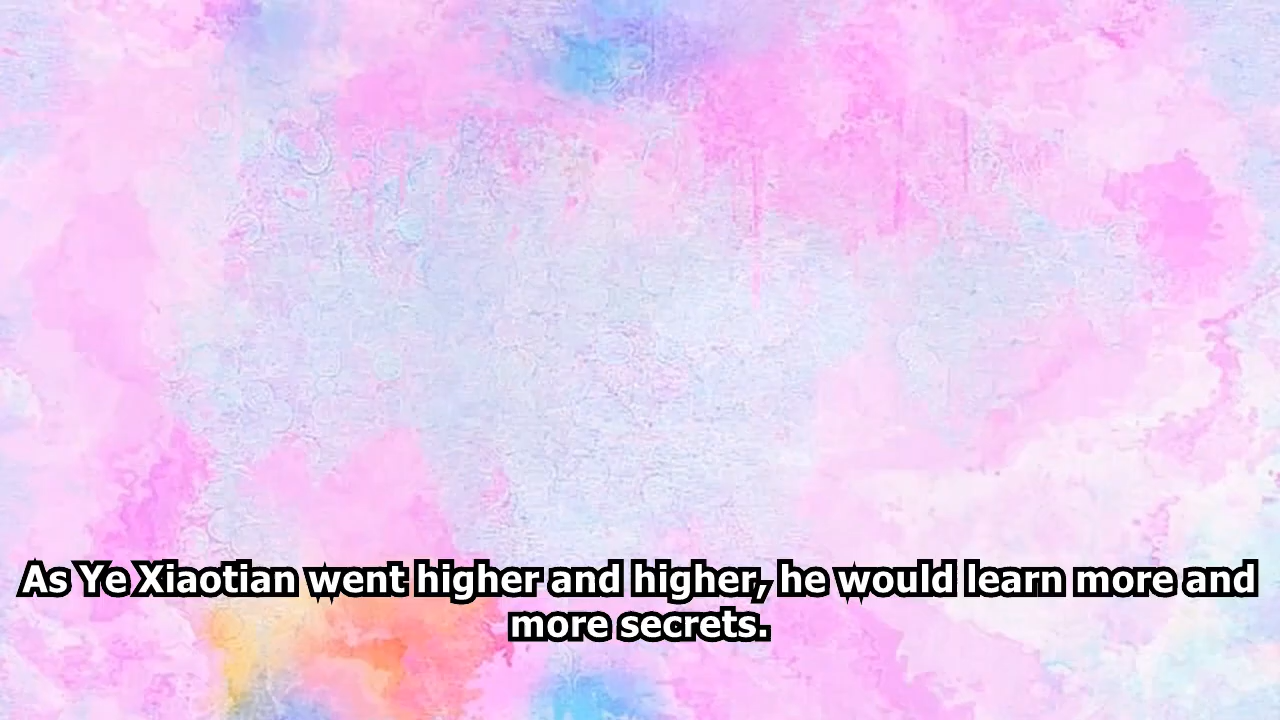 As Ye Xiaotian went higher and higher, he would learn more and
more secrets.